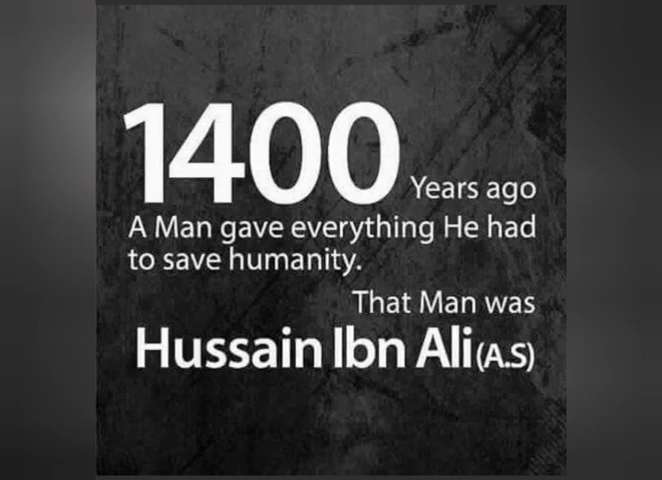 1400 Years ago
A Man gave everything He had
to save humanity.
That Man was
Hussain Ibn Ali (A.S)